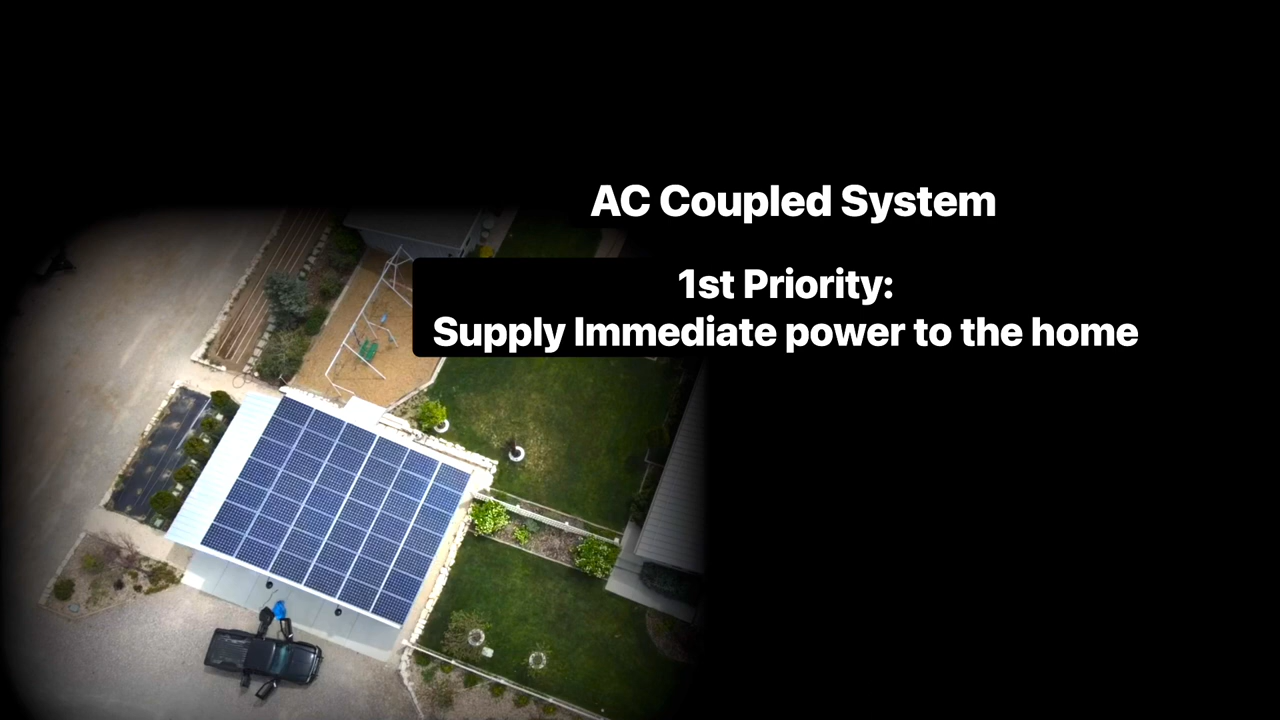 AC Coupled System
1st Priority:
Supply Immediate power to the home